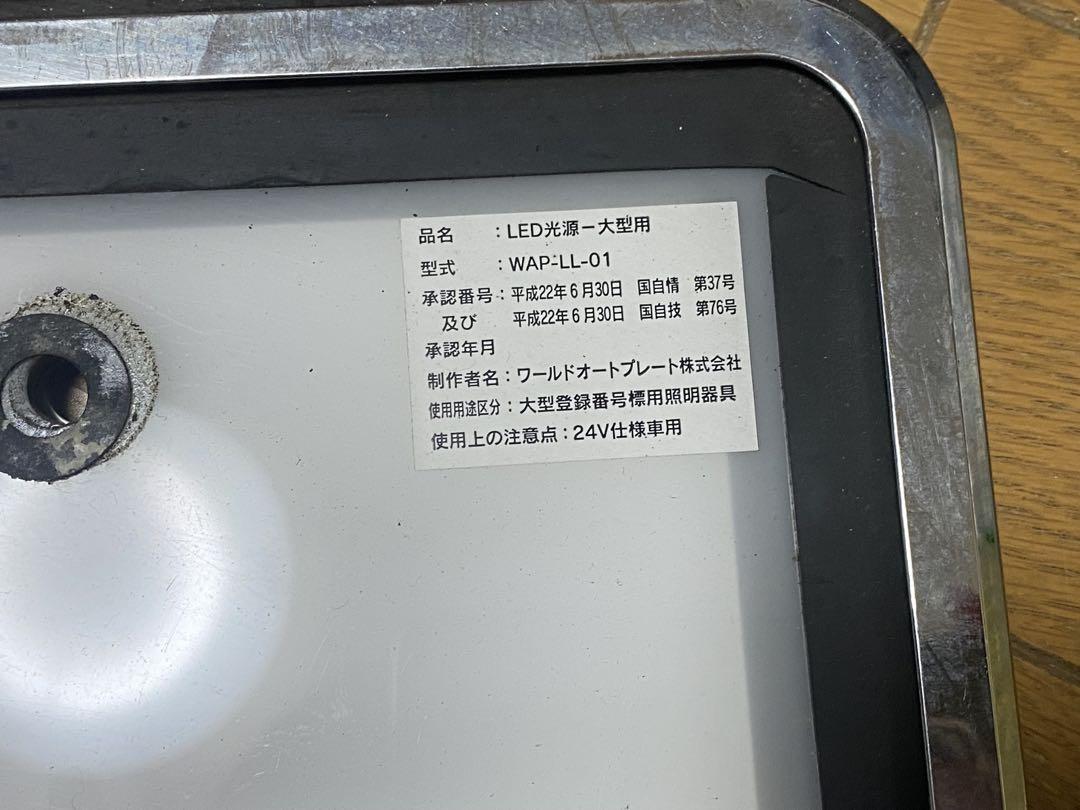 品名　：LED光源－大型用
型式　：WAP-LL-01
承認番号：平成22年6月30日　国自情　第37号
及び　平成22年6月30日　国自技　第76号
承認年月
制作者名：ワールドオートプレート株式会社
使用用途区分：大型登録番号標用照明器具
使用上の注意点：24V仕様車用